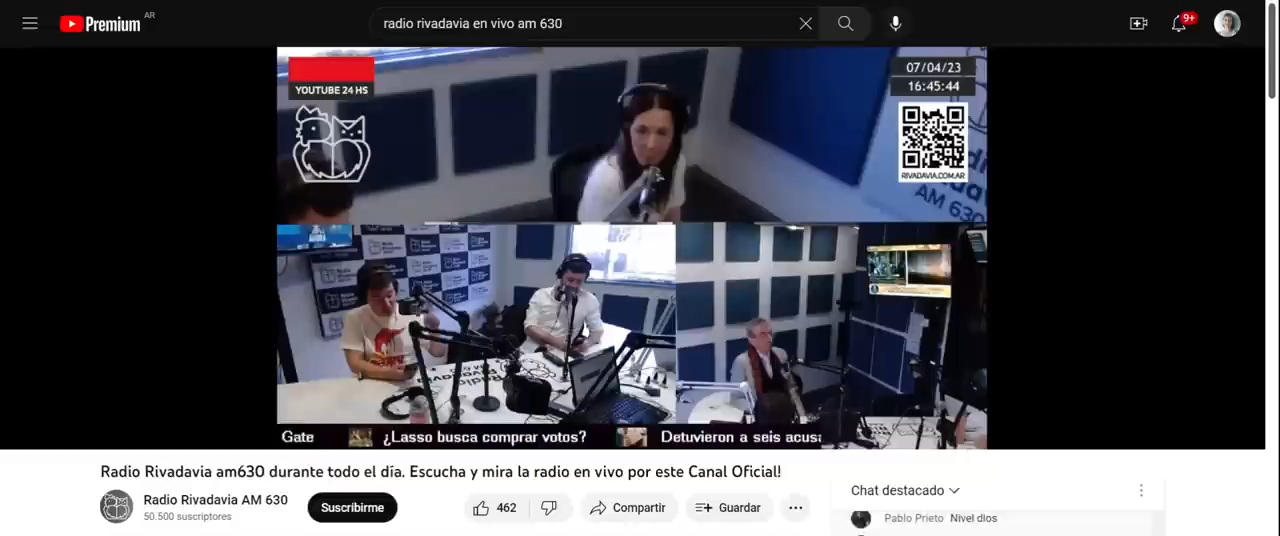 Premium AR
radio rivadavia en vivo am 630
9+
YOUTUBE 24 HS
07/04/23
16:45:44
RIVADAVIA.COM.AR
AM 630
Gate
¿Lasso busca comprar votos?
Detuvieron a seis acusa
Radio Rivadavia am630 durante todo el día. Escucha y mira la radio en vivo por este Canal Oficial!
Radio Rivadavia AM 630
50.500 suscriptores
Suscribirme
462
Compartir
Guardar
Chat destacado
Pablo Prieto Nivel dios